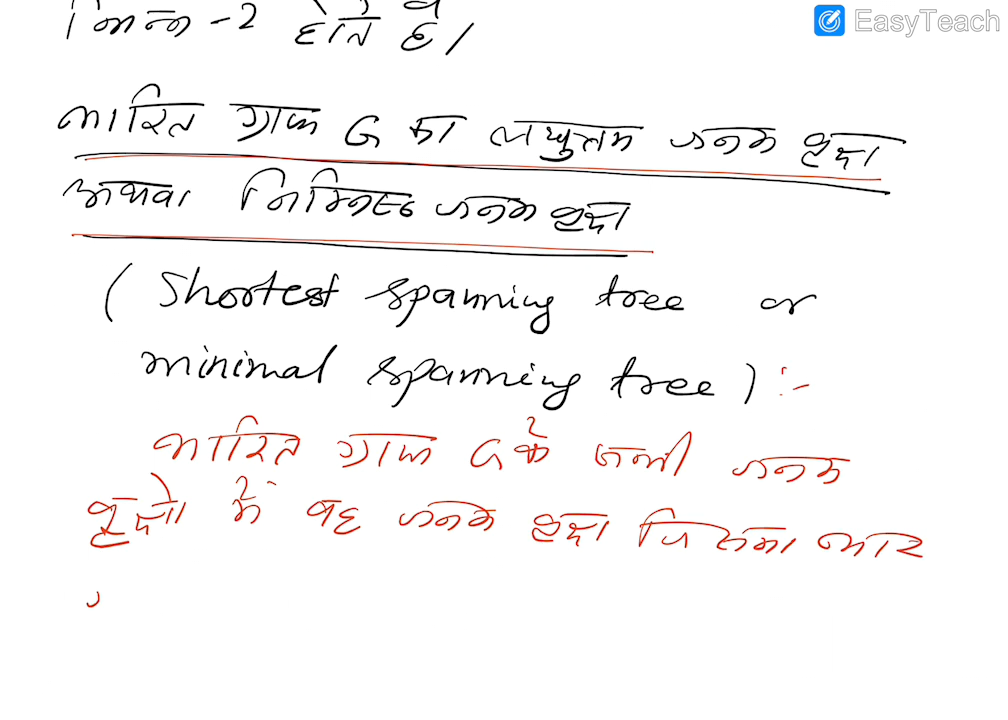 भिन्न-2 होते है।
EasyTeach
भारित ग्राफ G का लघुत्तम जनक वृक्ष
अथवा निम्निष्ठ जनक वृक्ष
( Shortest spanning tree or
minimal spanning tree ) :-
भारित ग्राफ G के सभी जनक
वृक्षो में वह जनक वृक्ष जिसका भार